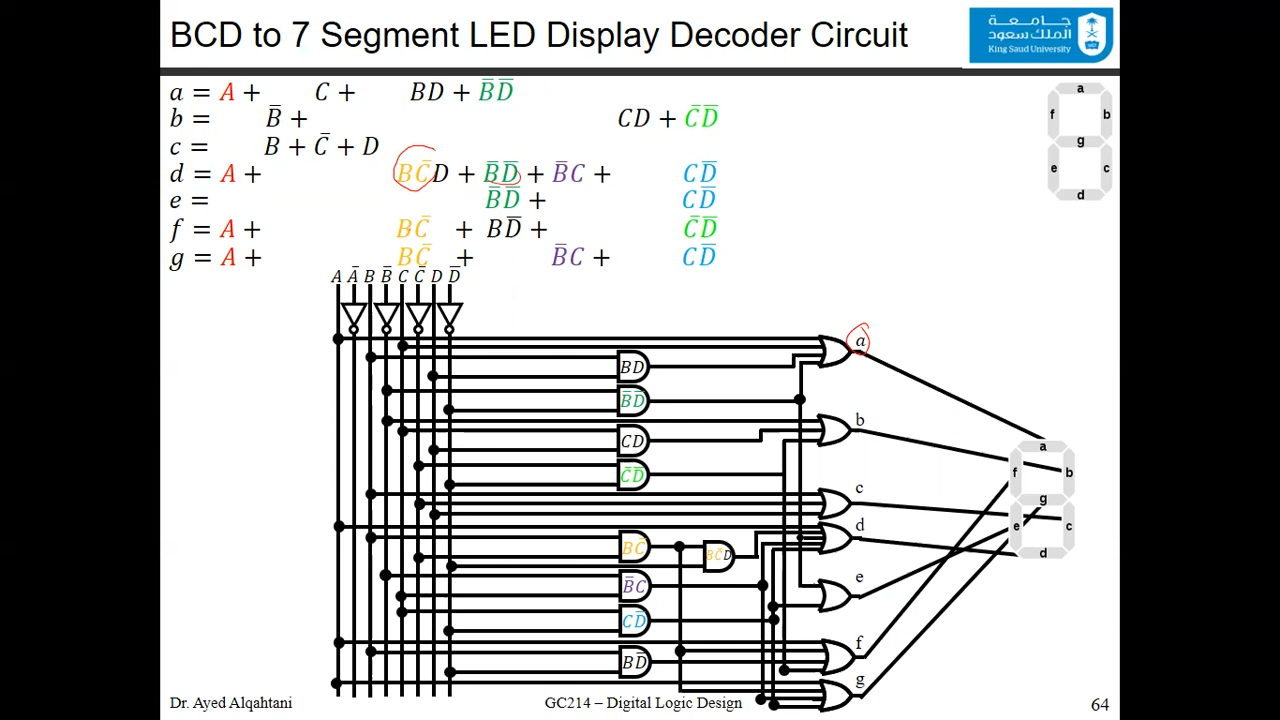 BCD to 7 Segment LED Display Decoder Circuit
جامعة
الملك سعود
King Saud University
a = A + C + BD + B̅D̅
b = B̅ + CD + C̅D̅
c = B + C̅ + D
d = A + BC̅D + B̅D̅ + B̅C + CD̅
e = B̅D̅ + CD̅
f = A + BC̅ + BD̅ + C̅D̅
g = A + BC̅ + B̅C + CD̅
a
f b
g
e c
d
A A̅ B B̅ C C̅ D D̅
a
BD
B̅D̅
b
CD
C̅D̅
c
d
BC̅
BC̅D
e
B̅C
CD̅
f
BD̅
g
a
f b
g
e c
d
Dr. Ayed Alqahtani
GC214 – Digital Logic Design
64